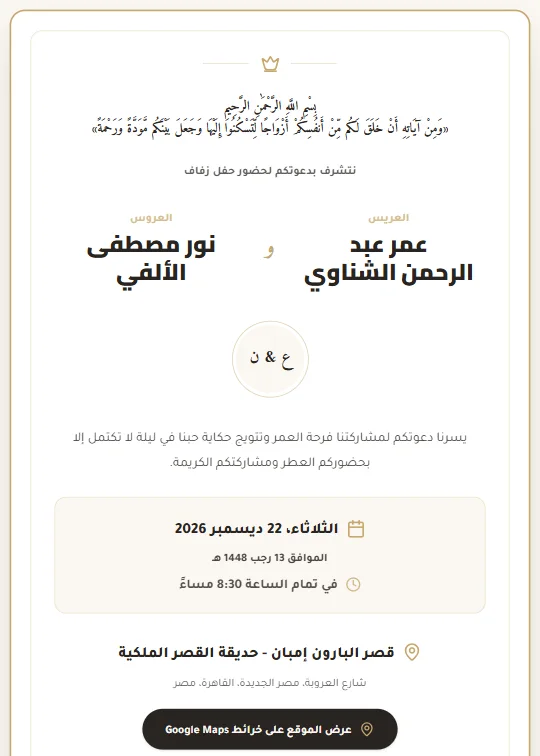 بِسْمِ اللَّهِ الرَّحْمَٰنِ الرَّحِيمِ
«وَمِنْ آيَاتِهِ أَنْ خَلَقَ لَكُم مِّنْ أَنفُسِكُمْ أَزْوَاجًا لِّتَسْكُنُوا إِلَيْهَا وَجَعَلَ بَيْنَكُم مَّوَدَّةً وَرَحْمَةً»
نتشرف بدعوتكم لحضور حفل زفاف
العريس
عمر عبد
الرحمن الشناوي
و
العروس
نور مصطفى
الألفي
ع & ن
يسرنا دعوتكم لمشاركتنا فرحة العمر وتتويج حكاية حبنا في ليلة لا تكتمل إلا
بحضوركم العطر ومشاركتكم الكريمة.
الثلاثاء، 22 ديسمبر 2026
الموافق 13 رجب 1448 هـ
في تمام الساعة 8:30 مساءً
قصر البارون إمبان - حديقة القصر الملكية
شارع العروبة، مصر الجديدة، القاهرة، مصر
عرض الموقع على خرائط Google Maps